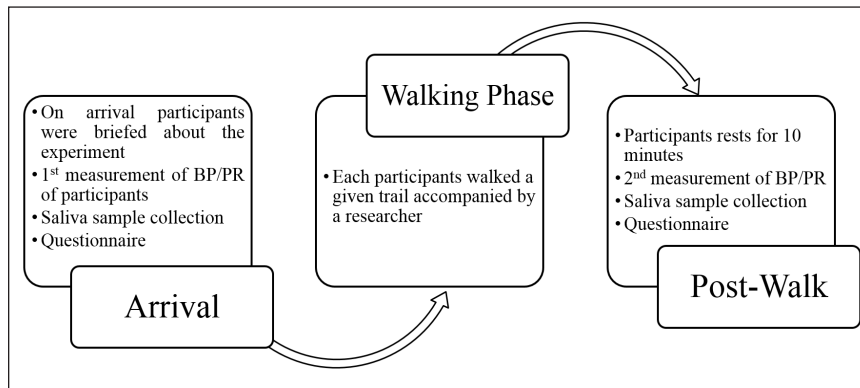 • On arrival participants
were briefed about the
experiment
• 1st measurement of BP/PR
of participants
• Saliva sample collection
• Questionnaire
Arrival
Walking Phase
• Each participants walked a
given trail accompanied by
a researcher
• Participants rests for 10
minutes
• 2nd measurement of BP/PR
• Saliva sample collection
• Questionnaire
Post-Walk